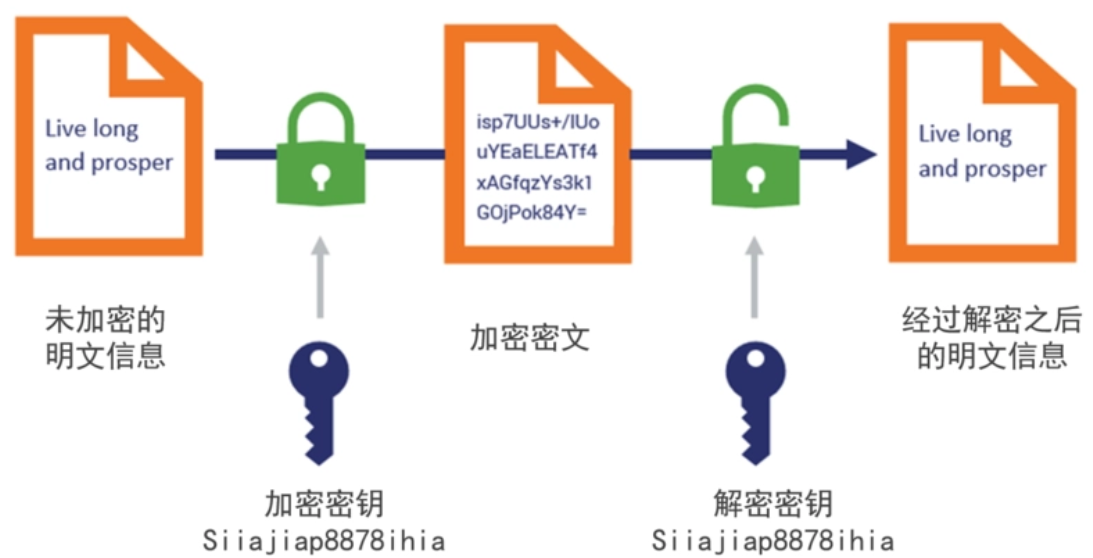 Live long
and prosper
isp7UUs+/IUo
uYEaELEATf4
xAGfqzYs3k1
GOjPok84Y=
Live long
and prosper
未加密的
明文信息
加密密文
经过解密之后
的明文信息
加密密钥
Siiajiap8878ihia
解密密钥
Siiajiap8878ihia